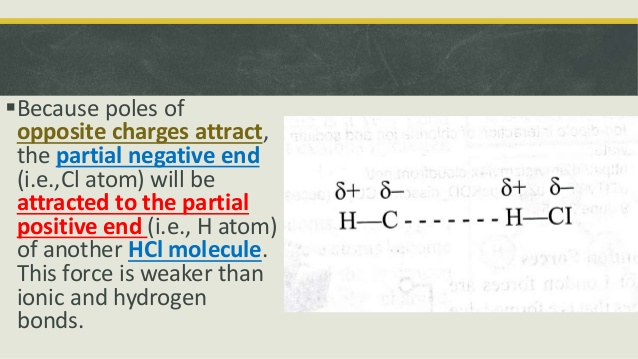 ▪Because poles of
opposite charges attract,
the partial negative end
(i.e.,Cl atom) will be
attracted to the partial
positive end (i.e., H atom)
of another HCl molecule.
This force is weaker than
ionic and hydrogen
bonds.
δ+ δ– δ+ δ–
H—C - - - - - - - H—CI